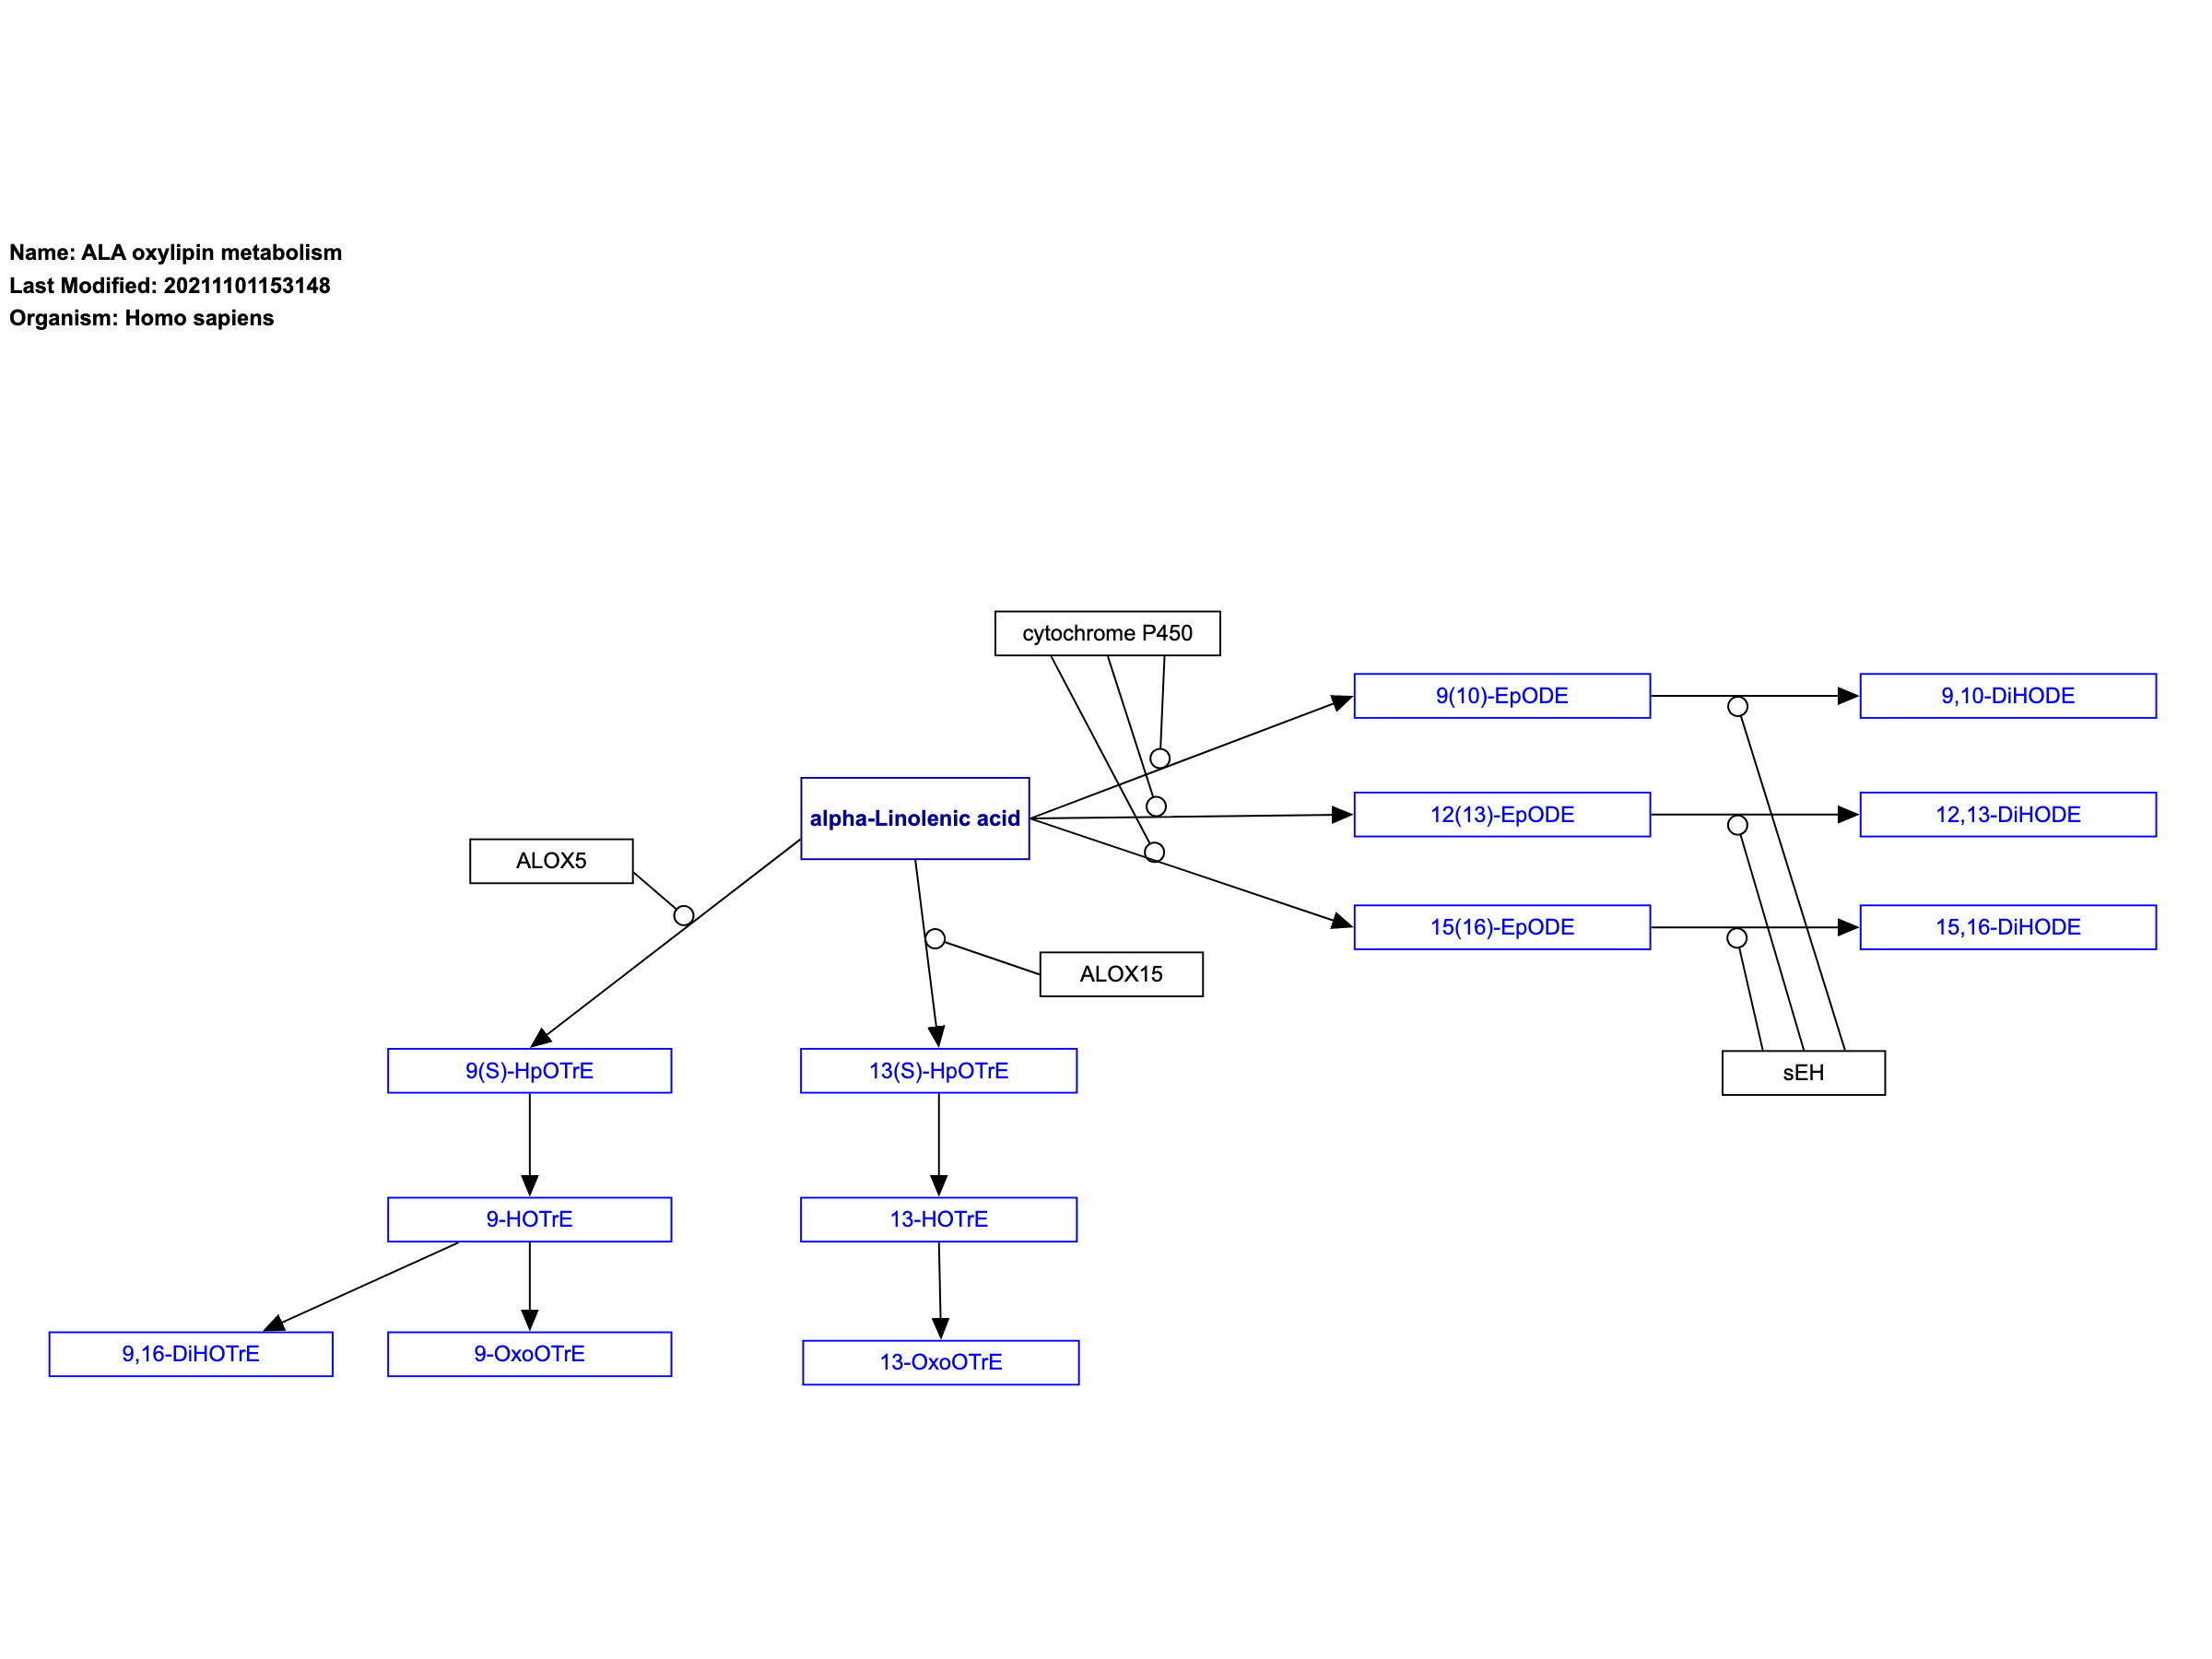 Name: ALA oxylipin metabolism
Last Modified: 20211101153148
Organism: Homo sapiens
cytochrome P450
9(10)-EpODE
9,10-DiHODE
alpha-Linolenic acid
12(13)-EpODE
12,13-DiHODE
ALOX5
15(16)-EpODE
15,16-DiHODE
ALOX15
9(S)-HpOTrE
13(S)-HpOTrE
sEH
9-HOTrE
13-HOTrE
9,16-DiHOTrE
9-OxoOTrE
13-OxoOTrE